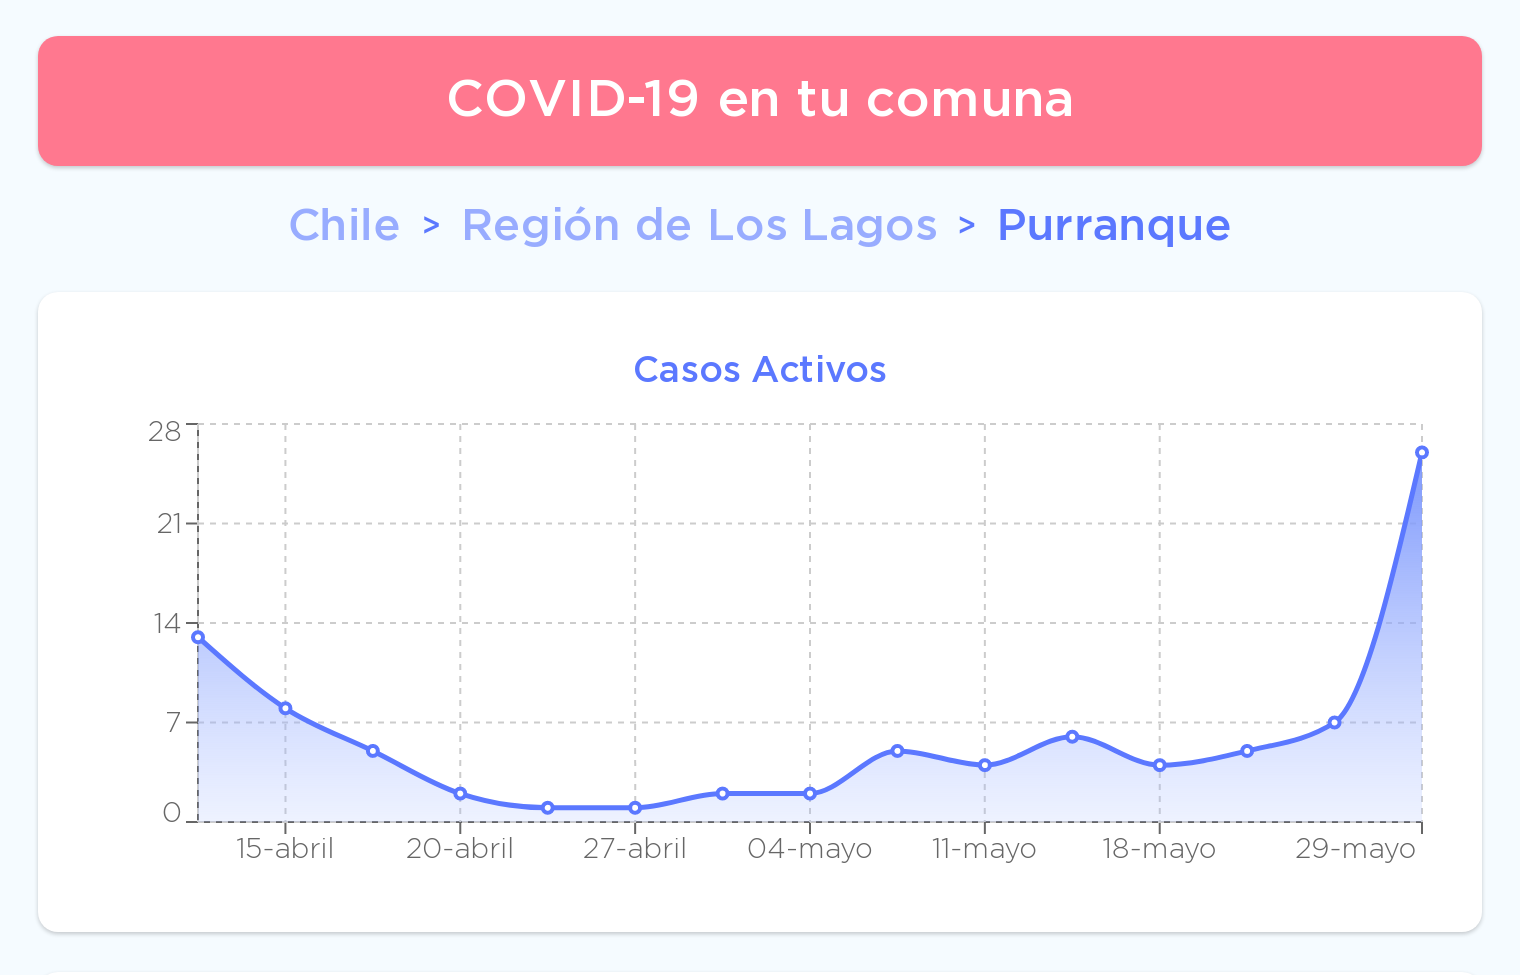 COVID-19 en tu comuna
Chile > Región de Los Lagos > Purranque
Casos Activos
28
21
14
7
0
15-abril 20-abril 27-abril 04-mayo 11-mayo 18-mayo 29-mayo